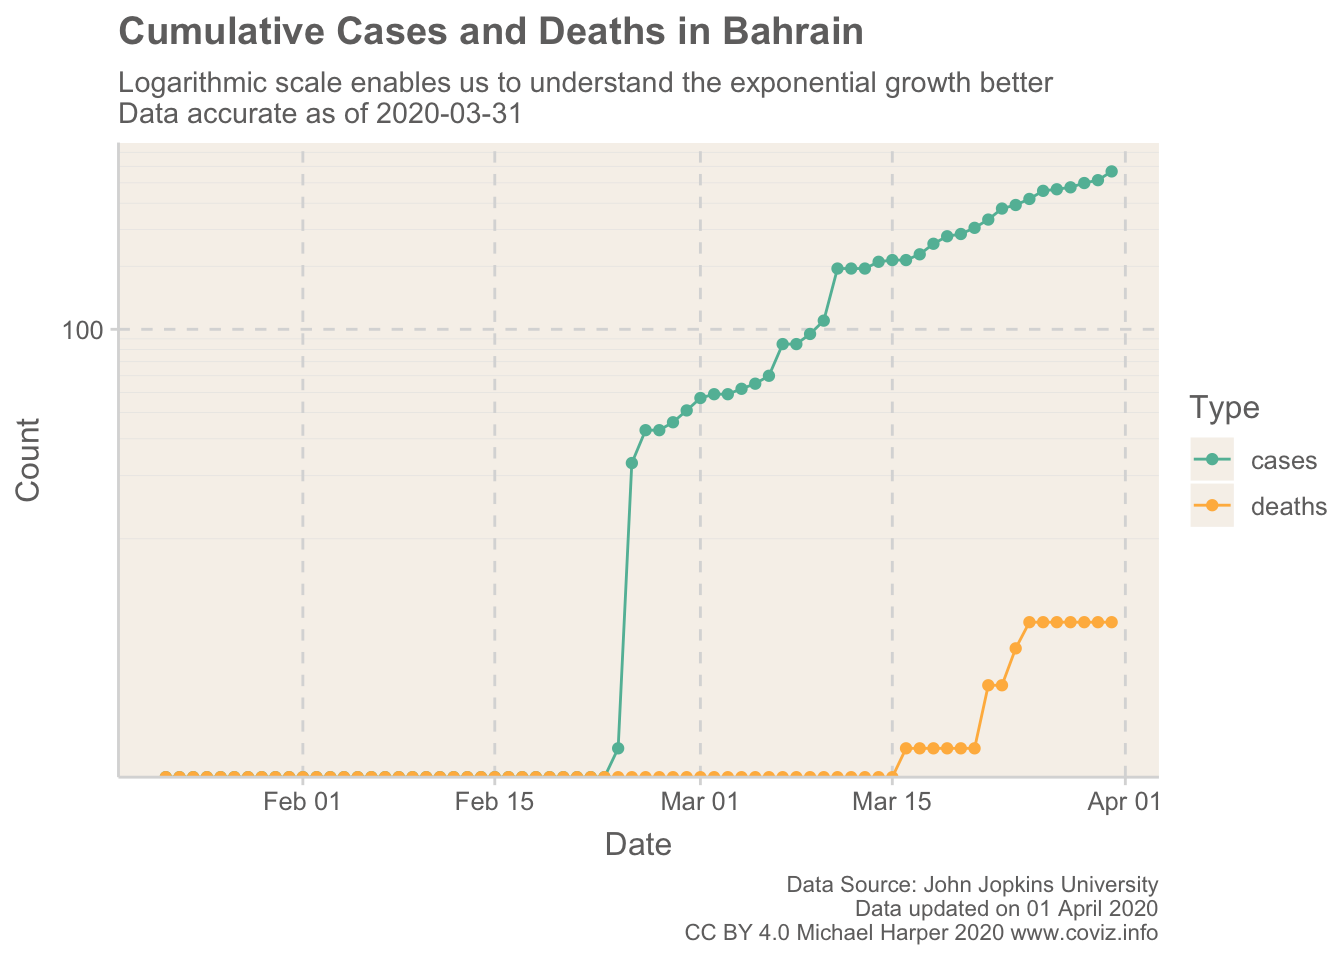 Cumulative Cases and Deaths in Bahrain
Logarithmic scale enables us to understand the exponential growth better
Data accurate as of 2020-03-31
100
Count
Type
cases
deaths
Feb 01
Feb 15
Mar 01
Mar 15
Apr 01
Date
Data Source: John Jopkins University
Data updated on 01 April 2020
CC BY 4.0 Michael Harper 2020 www.coviz.info